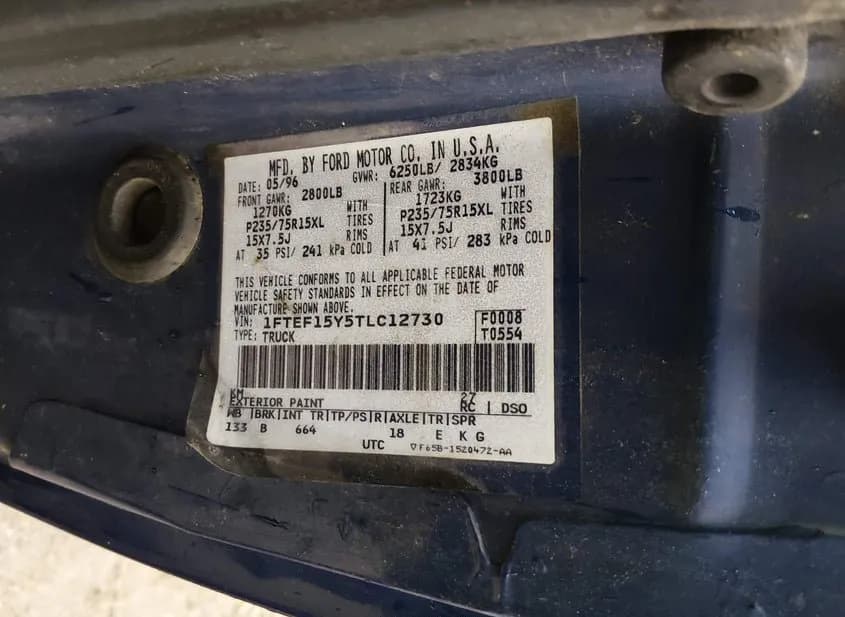 MFD. BY FORD MOTOR CO. IN U.S.A.
DATE: 05/96 GVWR: 6250LB/ 2834KG
FRONT GAWR: 2800LB REAR GAWR: 3800LB
1270KG WITH 1723KG WITH
P235/75R15XL TIRES P235/75R15XL TIRES
15X7.5J RIMS 15X7.5J RIMS
AT 35 PSI/ 241 kPa COLD AT 41 PSI/ 283 kPa COLD
THIS VEHICLE CONFORMS TO ALL APPLICABLE FEDERAL MOTOR
VEHICLE SAFETY STANDARDS IN EFFECT ON THE DATE OF
MANUFACTURE SHOWN ABOVE.
VIN: 1FTEF15Y5TLC12730 F0008
TYPE: TRUCK T0554
KM 27
EXTERIOR PAINT RC | DSO
WB |BRK|INT TR|TP/PS|R|AXLE|TR|SPR
133 B 664 18 E K G
UTC ▽F65B-1520472-AA